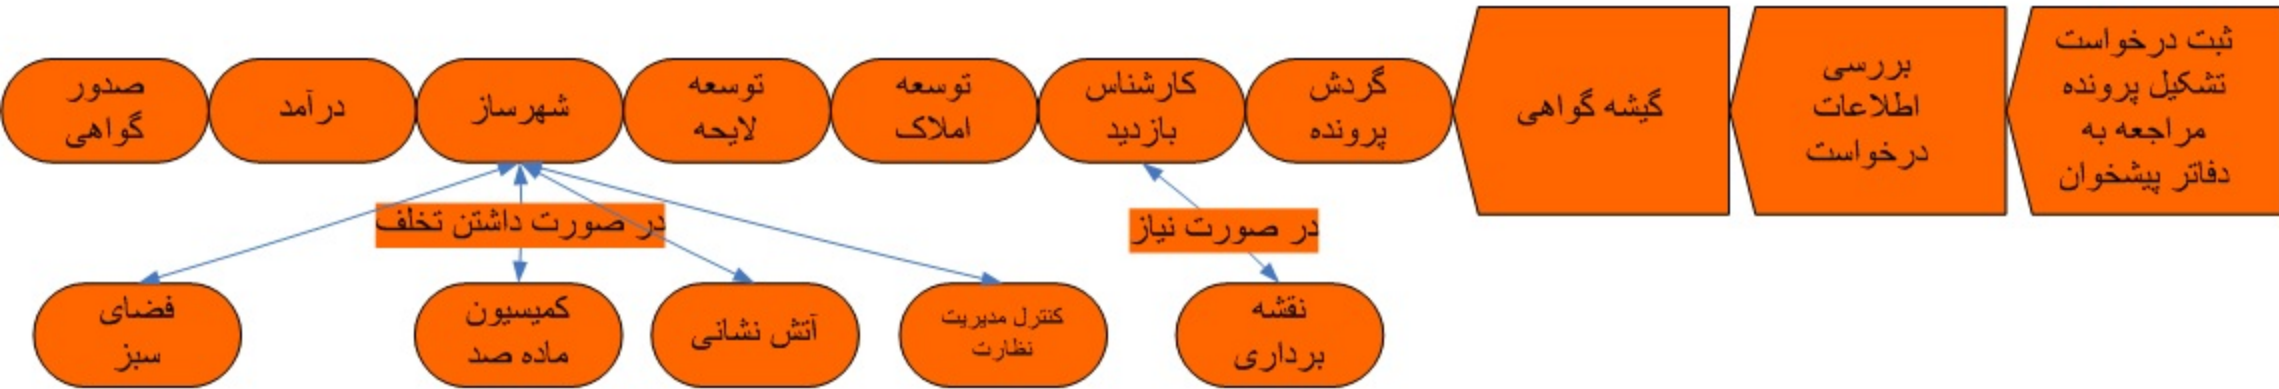 ثبت درخواست
تشکیل پرونده
مراجعه به
دفاتر پیشخوان
بررسی
اطلاعات
درخواست
گیشه گواهی
گردش
پرونده
کارشناس
بازدید
توسعه
املاک
توسعه
لایحه
شهرساز
درآمد
صدور
گواهی
در صورت نیاز
در صورت داشتن تخلف
نقشه
برداری
کنترل مدیریت
نظارت
آتش نشانی
کمیسیون
ماده صد
فضای
سبز